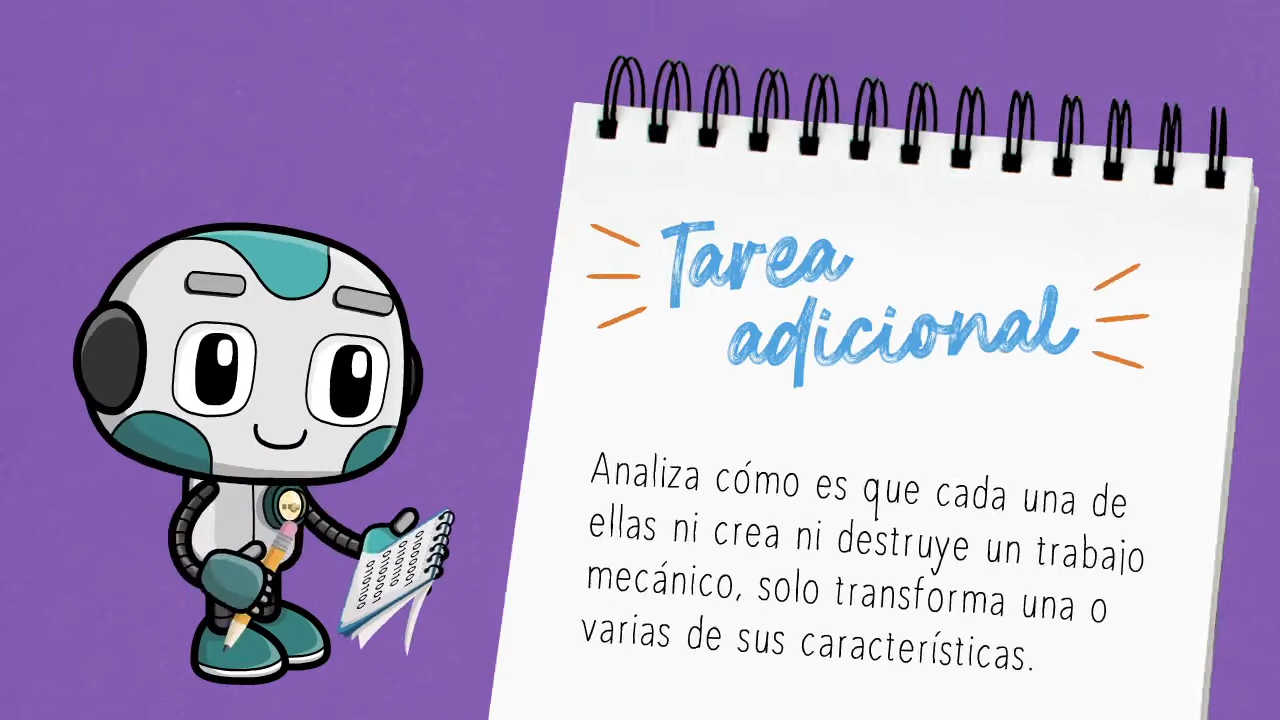 Tarea
adicional
Analiza cómo es que cada una de
ellas ni crea ni destruye un trabajo
mecánico, solo transforma una o
varias de sus características.